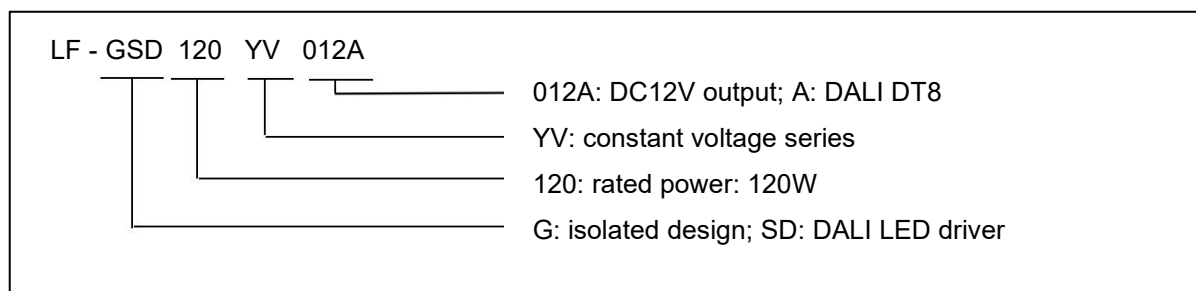 LF - GSD 120 YV 012A
012A: DC12V output; A: DALI DT8
YV: constant voltage series
120: rated power: 120W
G: isolated design; SD: DALI LED driver